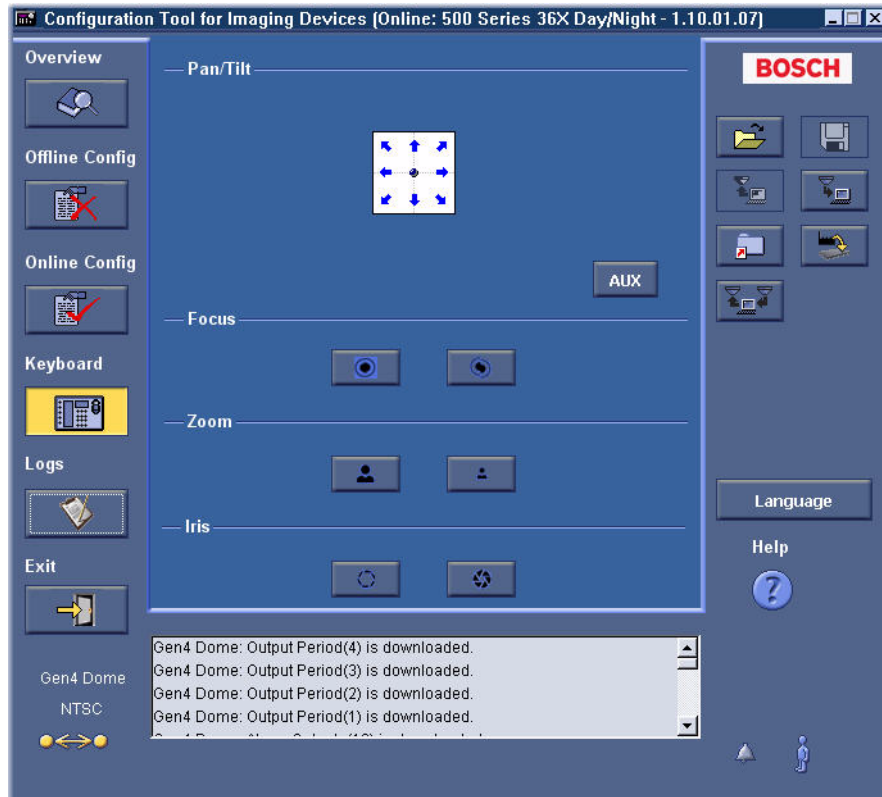 Configuration Tool for Imaging Devices (Online: 500 Series 36X Day/Night - 1.10.01.07)
Overview
Offline Config
Online Config
Keyboard
Logs
Exit
Gen4 Dome
NTSC
Pan/Tilt
AUX
Focus
Zoom
Iris
Gen4 Dome: Output Period(4) is downloaded.
Gen4 Dome: Output Period(3) is downloaded.
Gen4 Dome: Output Period(2) is downloaded.
Gen4 Dome: Output Period(1) is downloaded.
BOSCH
Language
Help
?